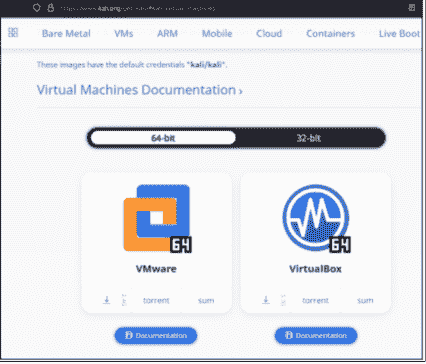 Bare Metal VMs ARM Mobile Cloud Containers Live Boot
These images have the default credentials "kali/kali".
Virtual Machines Documentation ›
64-bit 32-bit
64 64
VMware VirtualBox
torrent sum torrent sum
Documentation Documentation